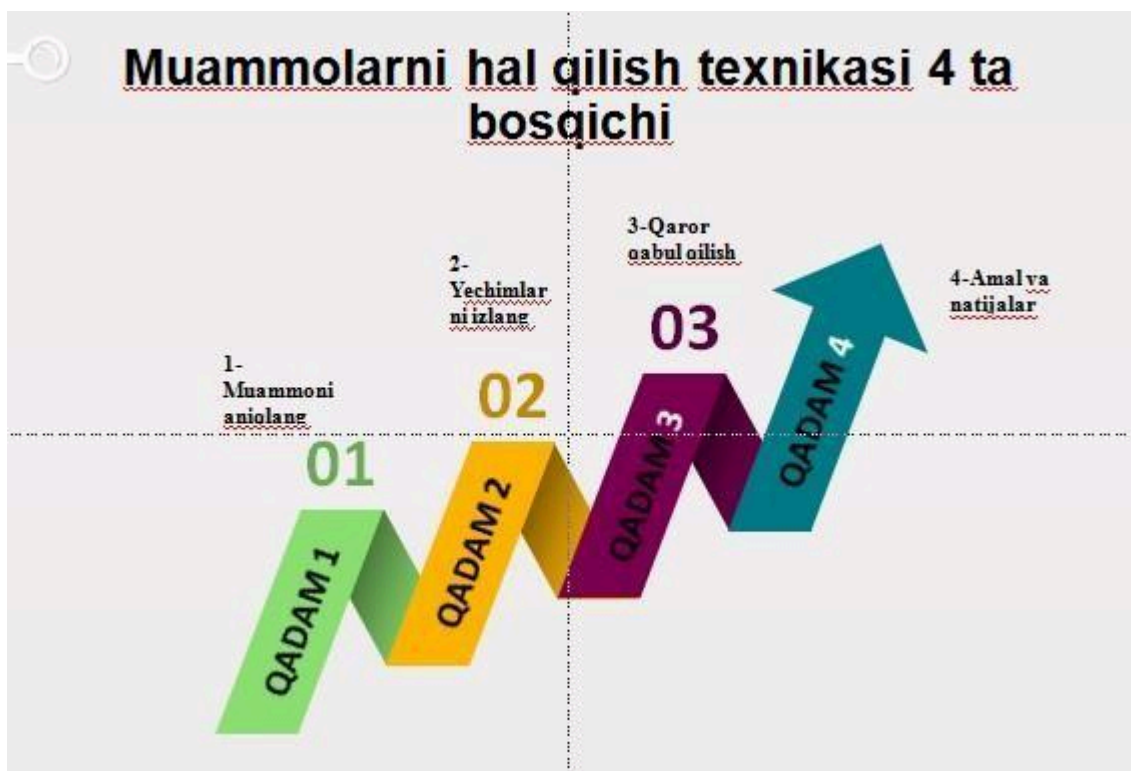 Muammolarni hal qilish texnikasi 4 ta
bosqichi
1-
Muammoni
aniqlang
01
QADAM 1
2-
Yechimlar
ni izlang
02
QADAM 2
3-Qaror
qabul qilish
03
QADAM 3
4-Amal va
natijalar
QADAM 4